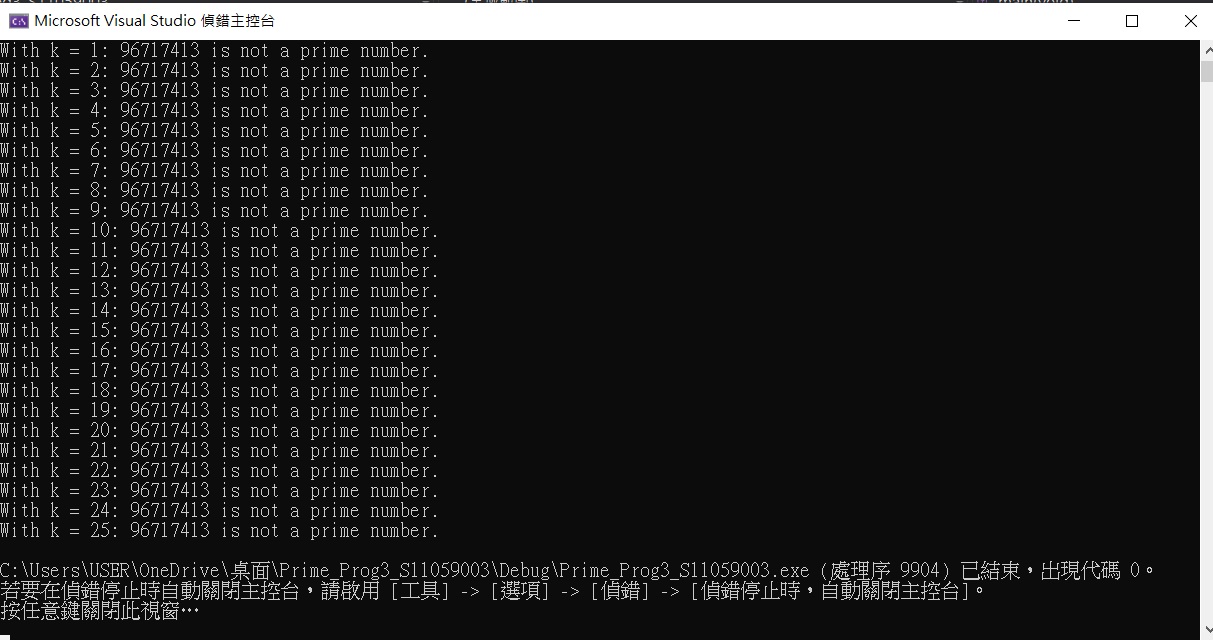 Microsoft Visual Studio 偵錯主控台
With k = 1: 96717413 is not a prime number.
With k = 2: 96717413 is not a prime number.
With k = 3: 96717413 is not a prime number.
With k = 4: 96717413 is not a prime number.
With k = 5: 96717413 is not a prime number.
With k = 6: 96717413 is not a prime number.
With k = 7: 96717413 is not a prime number.
With k = 8: 96717413 is not a prime number.
With k = 9: 96717413 is not a prime number.
With k = 10: 96717413 is not a prime number.
With k = 11: 96717413 is not a prime number.
With k = 12: 96717413 is not a prime number.
With k = 13: 96717413 is not a prime number.
With k = 14: 96717413 is not a prime number.
With k = 15: 96717413 is not a prime number.
With k = 16: 96717413 is not a prime number.
With k = 17: 96717413 is not a prime number.
With k = 18: 96717413 is not a prime number.
With k = 19: 96717413 is not a prime number.
With k = 20: 96717413 is not a prime number.
With k = 21: 96717413 is not a prime number.
With k = 22: 96717413 is not a prime number.
With k = 23: 96717413 is not a prime number.
With k = 24: 96717413 is not a prime number.
With k = 25: 96717413 is not a prime number.
C:\Users\USER\OneDrive\桌面\Prime_Prog3_S11059003\Debug\Prime_Prog3_S11059003.exe (處理序 9904) 已結束，出現代碼 0。
若要在偵錯停止時自動關閉主控台，請啟用 [工具] -> [選項] -> [偵錯] -> [偵錯停止時，自動關閉主控台]。
按任意鍵關閉此視窗…